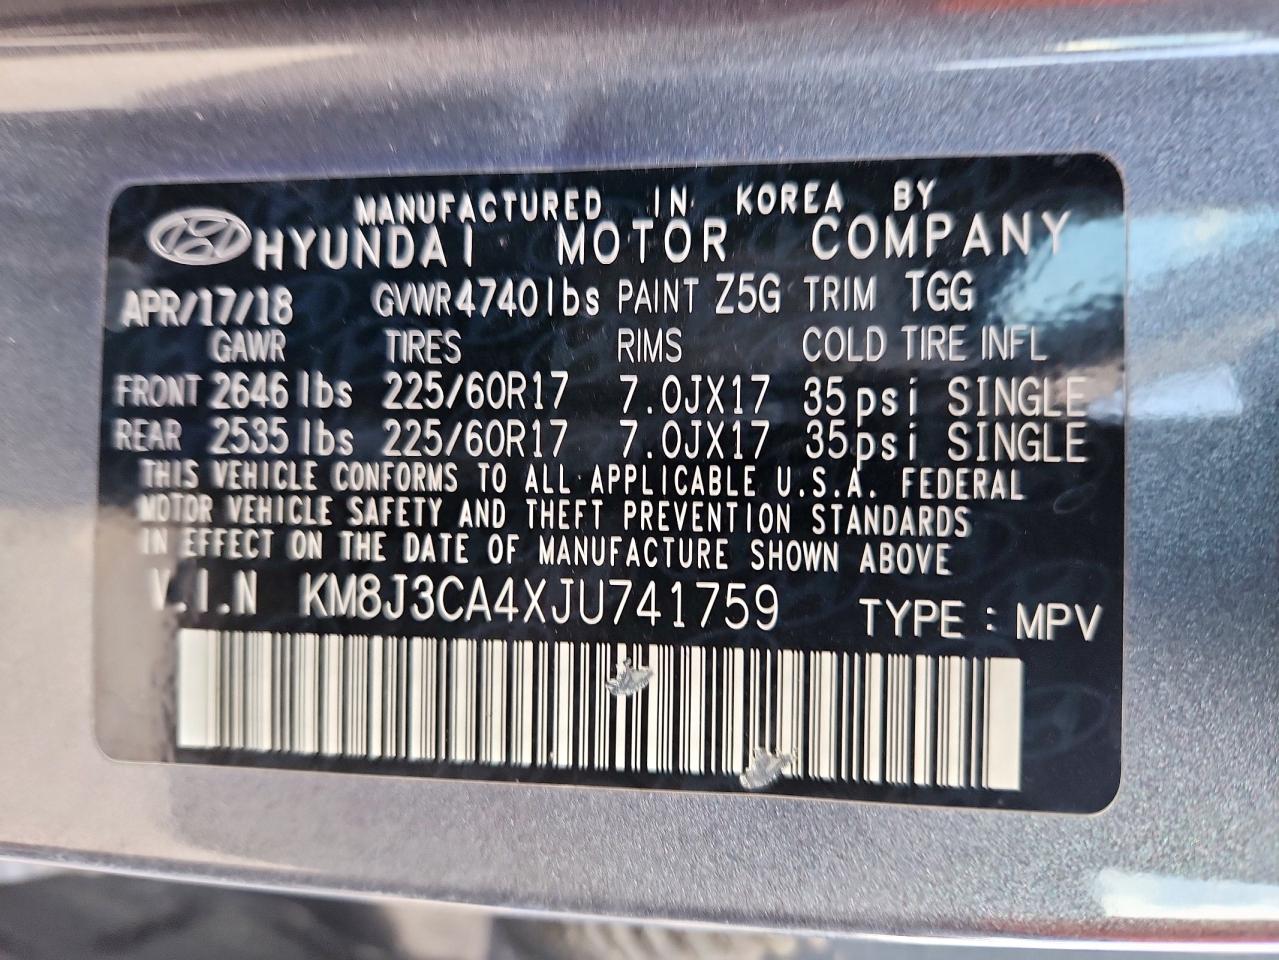 MANUFACTURED IN KOREA BY
HYUNDAI MOTOR COMPANY
APR/17/18 GVWR 4740lbs PAINT Z5G TRIM TGG
GAWR TIRES RIMS COLD TIRE INFL
FRONT 2646 lbs 225/60R17 7.0JX17 35psi SINGLE
REAR 2535 lbs 225/60R17 7.0JX17 35psi SINGLE
THIS VEHICLE CONFORMS TO ALL APPLICABLE U.S.A. FEDERAL
MOTOR VEHICLE SAFETY AND THEFT PREVENTION STANDARDS
IN EFFECT ON THE DATE OF MANUFACTURE SHOWN ABOVE
V.I.N KM8J3CA4XJU741759 TYPE : MPV